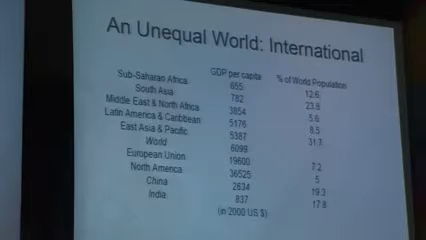 An Unequal World: International
GDP per capita % of World Population
Sub-Saharan Africa 655 12.6
South Asia 782 23.8
Middle East & North Africa 3854 5.6
Latin America & Caribbean 5176 8.5
East Asia & Pacific 5387 31.7
World 6099
European Union 19600 7.2
North America 36525 5
China 2634 19.3
India 837 17.8
(in 2000 US $)